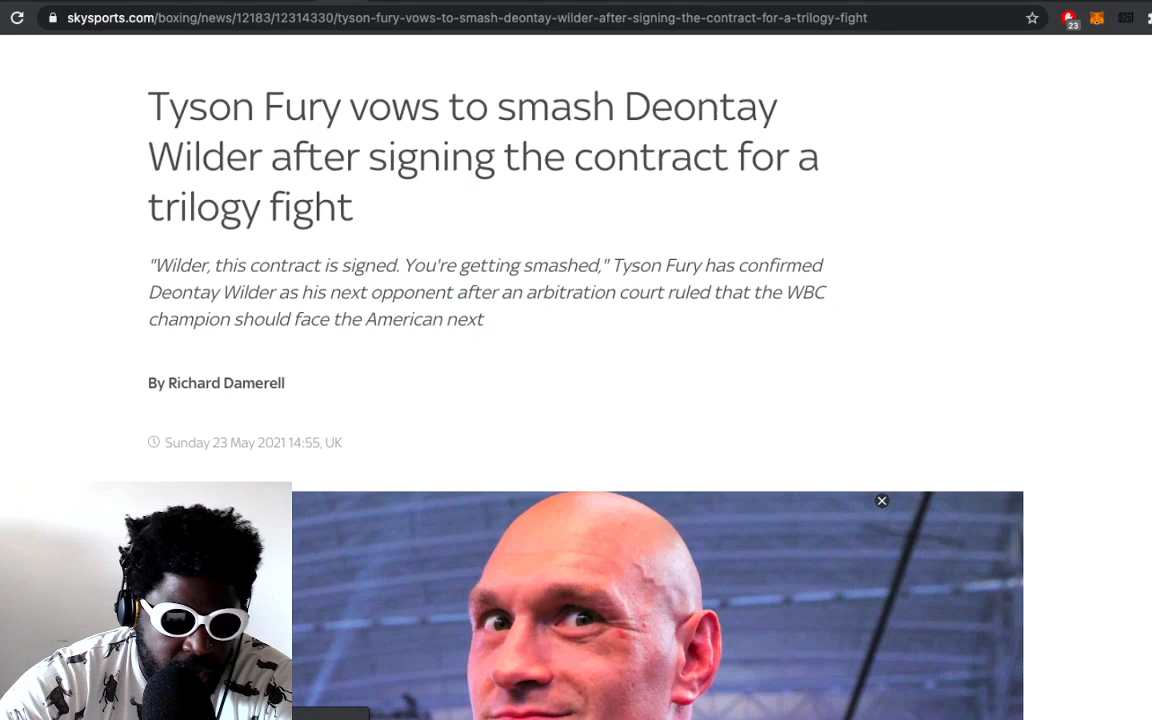 skysports.com/boxing/news/12183/12314330/tyson-fury-vows-to-smash-deontay-wilder-after-signing-the-contract-for-a-trilogy-fight
23
Tyson Fury vows to smash Deontay
Wilder after signing the contract for a
trilogy fight
"Wilder, this contract is signed. You're getting smashed," Tyson Fury has confirmed
Deontay Wilder as his next opponent after an arbitration court ruled that the WBC
champion should face the American next
By Richard Damerell
Sunday 23 May 2021 14:55, UK